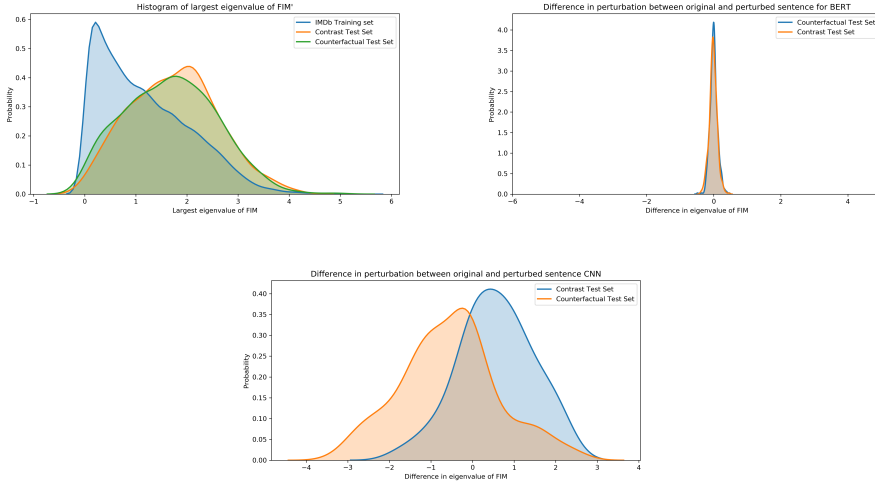 Histogram of largest eigenvalue of FIM'
0.6
0.5
0.4
0.3
0.2
0.1
0.0
Probability
−1 0 1 2 3 4 5 6
Largest eigenvalue of FIM
IMDb Training set
Contrast Test Set
Counterfactual Test Set
Difference in perturbation between original and perturbed sentence for BERT
4.0
3.5
3.0
2.5
2.0
1.5
1.0
0.5
0.0
Probability
−6 −4 −2 0 2 4
Difference in eigenvalue of FIM
Counterfactual Test Set
Contrast Test Set
Difference in perturbation between original and perturbed sentence CNN
0.40
0.35
0.30
0.25
0.20
0.15
0.10
0.05
0.00
Probability
−4 −3 −2 −1 0 1 2 3 4
Difference in eigenvalue of FIM
Contrast Test Set
Counterfactual Test Set